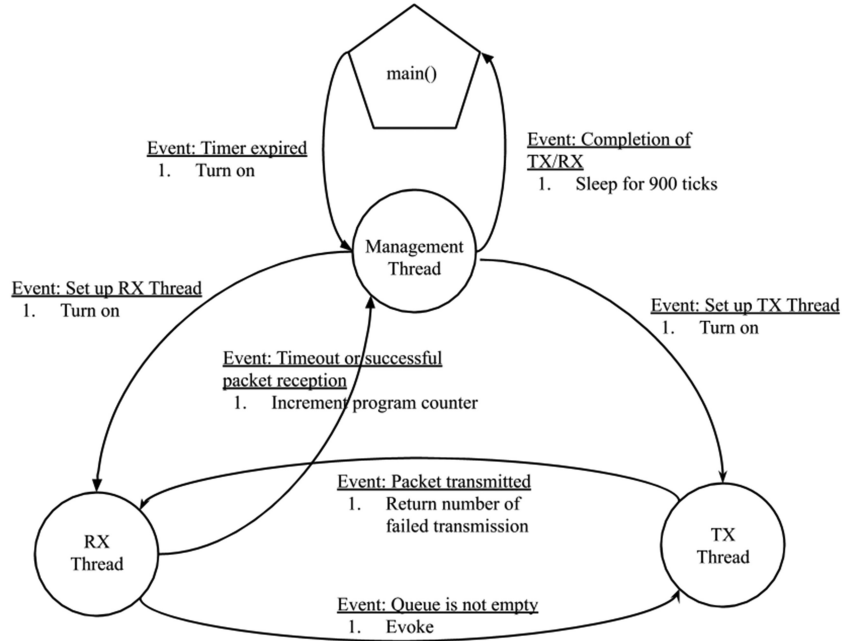 main()
Event: Timer expired
1. Turn on
Event: Completion of
TX/RX
1. Sleep for 900 ticks
Management
Thread
Event: Set up RX Thread
1. Turn on
Event: Set up TX Thread
1. Turn on
Event: Timeout or successful
packet reception
1. Increment program counter
Event: Packet transmitted
1. Return number of
failed transmission
RX
Thread
TX
Thread
Event: Queue is not empty
1. Evoke